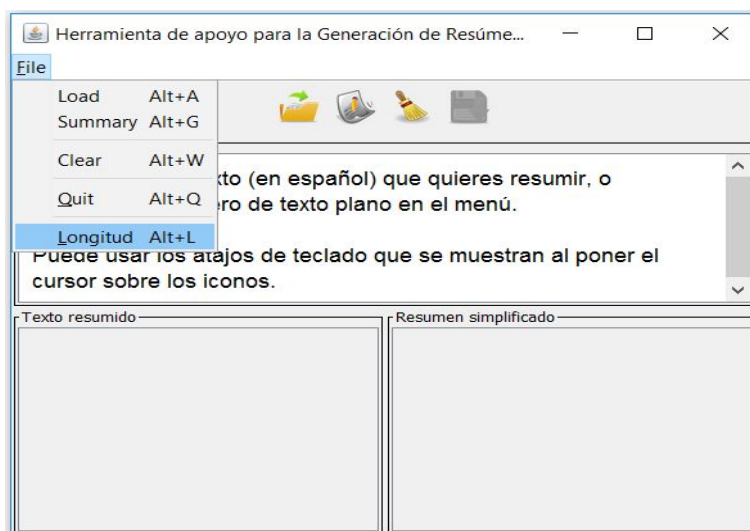 Herramienta de apoyo para la Generación de Resúme...
File
Load Alt+A
Summary Alt+G
Clear Alt+W
Quit Alt+Q
Longitud Alt+L
(en español) que quieres resumir, o
de texto plano en el menú.
Puede usar los atajos de teclado que se muestran al poner el
cursor sobre los iconos.
Texto resumido
Resumen simplificado